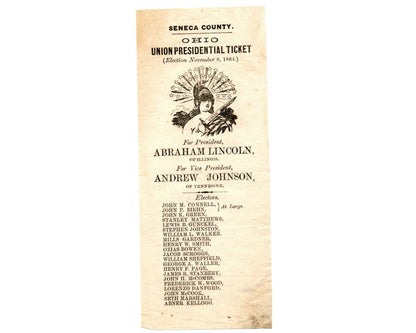 SENECA COUNTY.
OHIO
UNION PRESIDENTIAL TICKET
(Election November 8, 1864.)
For President,
ABRAHAM LINCOLN,
OF ILLINOIS.
For Vice President,
ANDREW JOHNSON,
OF TENNESSEE.
Electors.
JOHN M. CONNELL,
JOHN P. BIEHN,
At Large.
JOHN K. GREEN,
STANLEY MATTHEWS,
LEWIS B. GUNCKEL,
STEPHEN JOHNSTON,
WILLIAM L. WALKER,
MILLS GARDNER,
HENRY W. SMITH,
OZIAS BOWEN,
JACOB SCROGGS,
WILLIAM SHEFFIELD,
GEORGE A. WALLER,
HENRY F. PAGE,
JAMES R. STANBERY,
JOHN H. McCOMBS,
FREDERICK W. WOOD,
LORENZO DANFORD,
JOHN McCOOK,
SETH MARSHALL,
ABNER KELLOGG.